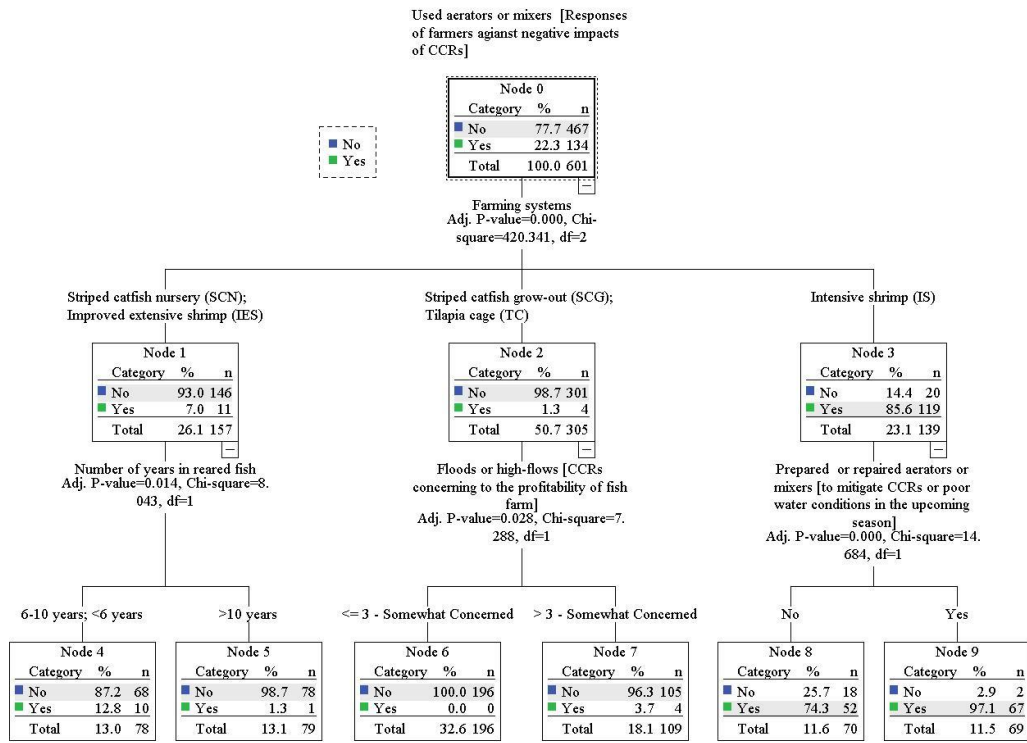 Used aerators or mixers [Responses
of farmers agianst negative impacts
of CCRs]
Node 0
Category % n
No 77.7 467
Yes 22.3 134
Total 100.0 601
No
Yes
Farming systems
Adj. P-value=0.000, Chi-
square=420.341, df=2
Striped catfish nursery (SCN);
Improved extensive shrimp (IES)
Striped catfish grow-out (SCG);
Tilapia cage (TC)
Intensive shrimp (IS)
Node 1
Category % n
No 93.0 146
Yes 7.0 11
Total 26.1 157
Node 2
Category % n
No 98.7 301
Yes 1.3 4
Total 50.7 305
Node 3
Category % n
No 14.4 20
Yes 85.6 119
Total 23.1 139
Number of years in reared fish
Adj. P-value=0.014, Chi-square=8.
043, df=1
Floods or high-flows [CCRs
concerning to the profitability of fish
farm]
Adj. P-value=0.028, Chi-square=7.
288, df=1
Prepared or repaired aerators or
mixers [to mitigate CCRs or poor
water conditions in the upcoming
season]
Adj. P-value=0.000, Chi-square=14.
684, df=1
6-10 years; <6 years
>10 years
<= 3 - Somewhat Concerned
> 3 - Somewhat Concerned
No
Yes
Node 4
Category % n
No 87.2 68
Yes 12.8 10
Total 13.0 78
Node 5
Category % n
No 98.7 78
Yes 1.3 1
Total 13.1 79
Node 6
Category % n
No 100.0 196
Yes 0.0 0
Total 32.6 196
Node 7
Category % n
No 96.3 105
Yes 3.7 4
Total 18.1 109
Node 8
Category % n
No 25.7 18
Yes 74.3 52
Total 11.6 70
Node 9
Category % n
No 2.9 2
Yes 97.1 67
Total 11.5 69